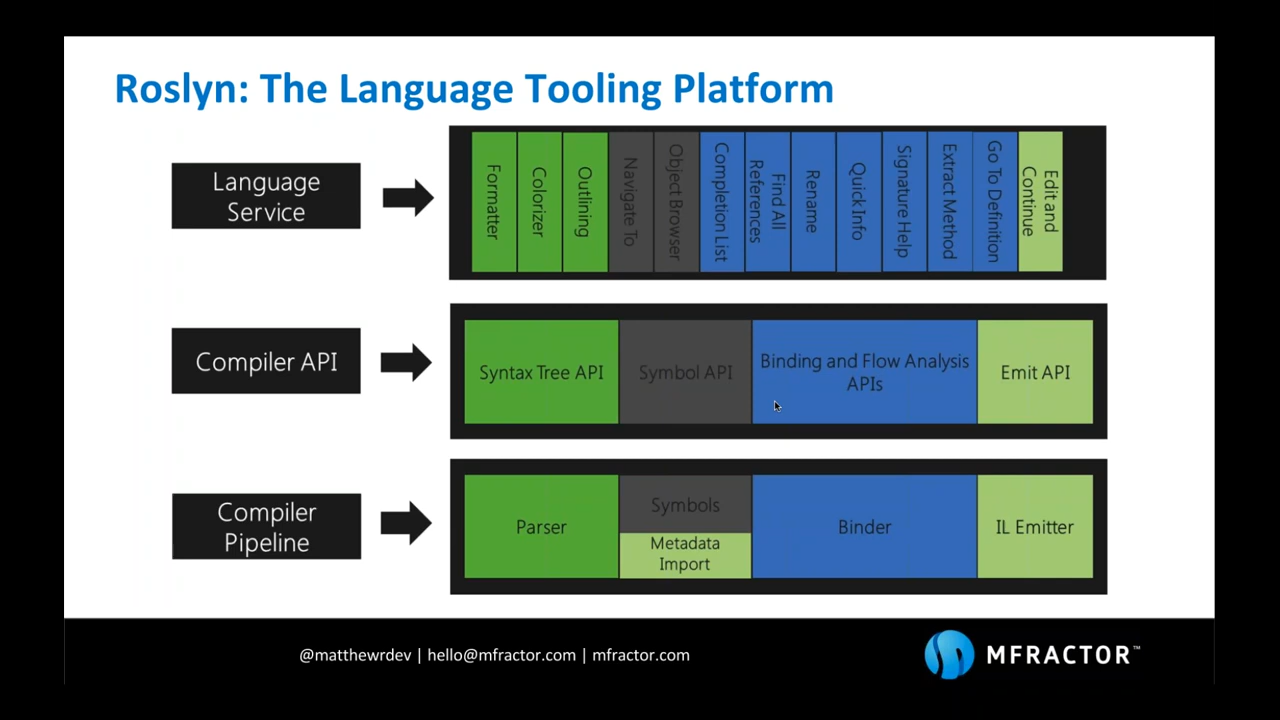 Roslyn: The Language Tooling Platform
Language
Service
Formatter
Colorizer
Outlining
Navigate To
Object Browser
Completion List
Find All
References
Rename
Quick Info
Signature Help
Extract Method
Go To Definition
Edit and
Continue
Compiler API
Syntax Tree API
Symbol API
Binding and Flow Analysis
APIs
Emit API
Compiler
Pipeline
Parser
Symbols
Metadata
Import
Binder
IL Emitter
@matthewrdev | hello@mfractor.com | mfractor.com
MFRACTOR™